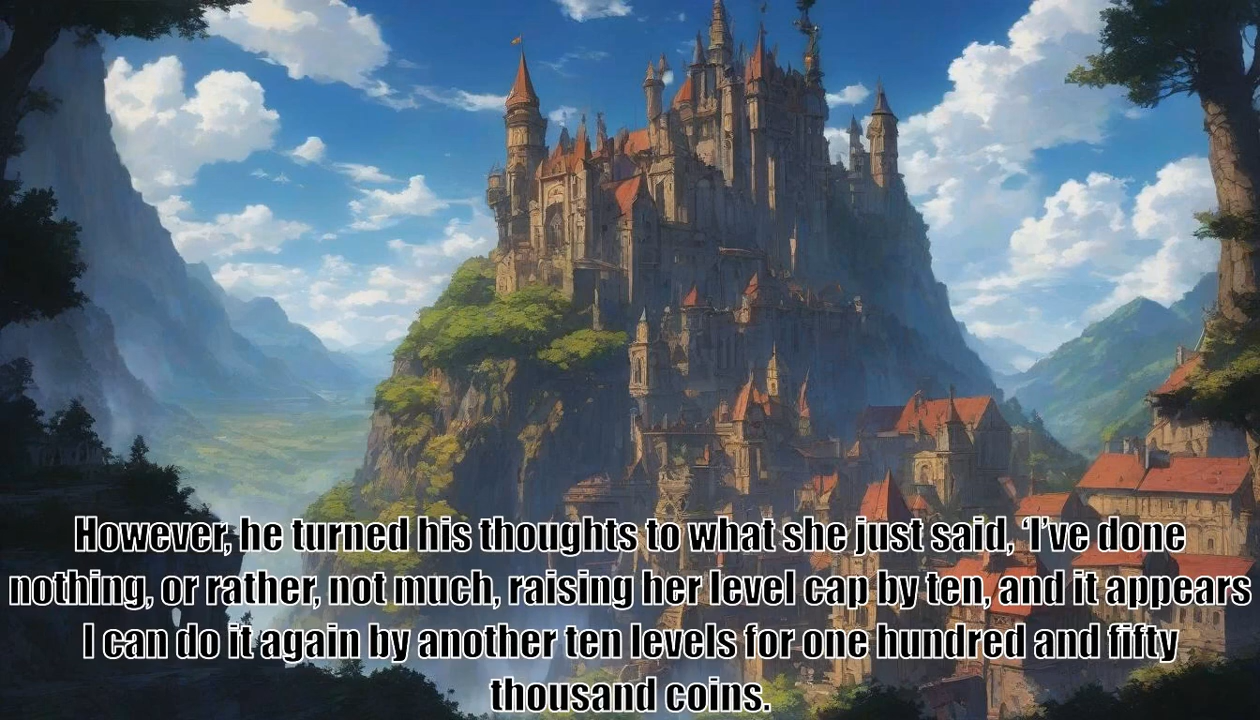 However, he turned his thoughts to what she just said, ‘I’ve done
nothing, or rather, not much, raising her level cap by ten, and it appears
I can do it again by another ten levels for one hundred and fifty
thousand coins.